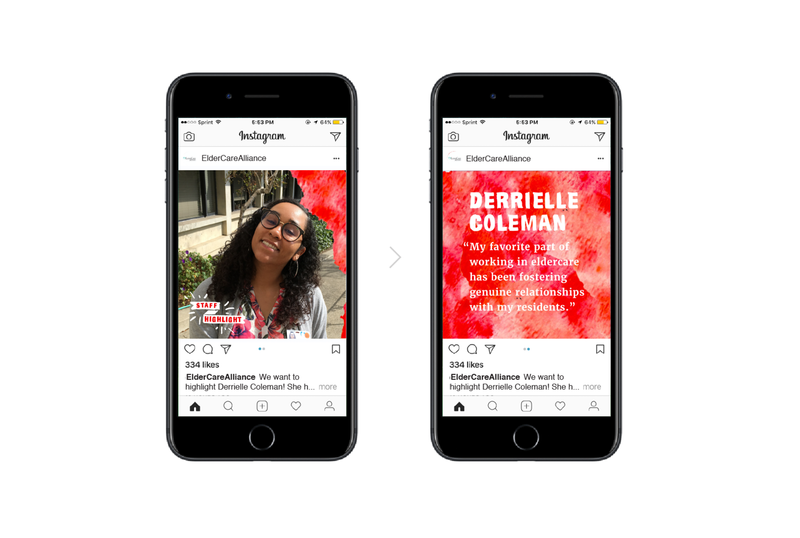 Sprint 5:53 PM 64%
Instagram
ElderCareAlliance
STAFF
HIGHLIGHT
334 likes
ElderCareAlliance We want to
highlight Derrielle Coleman! She h... more
Sprint 5:53 PM 64%
Instagram
ElderCareAlliance
DERRIELLE
COLEMAN
“My favorite part of
working in eldercare
has been fostering
genuine relationships
with my residents.”
334 likes
ElderCareAlliance We want to
highlight Derrielle Coleman! She h... more